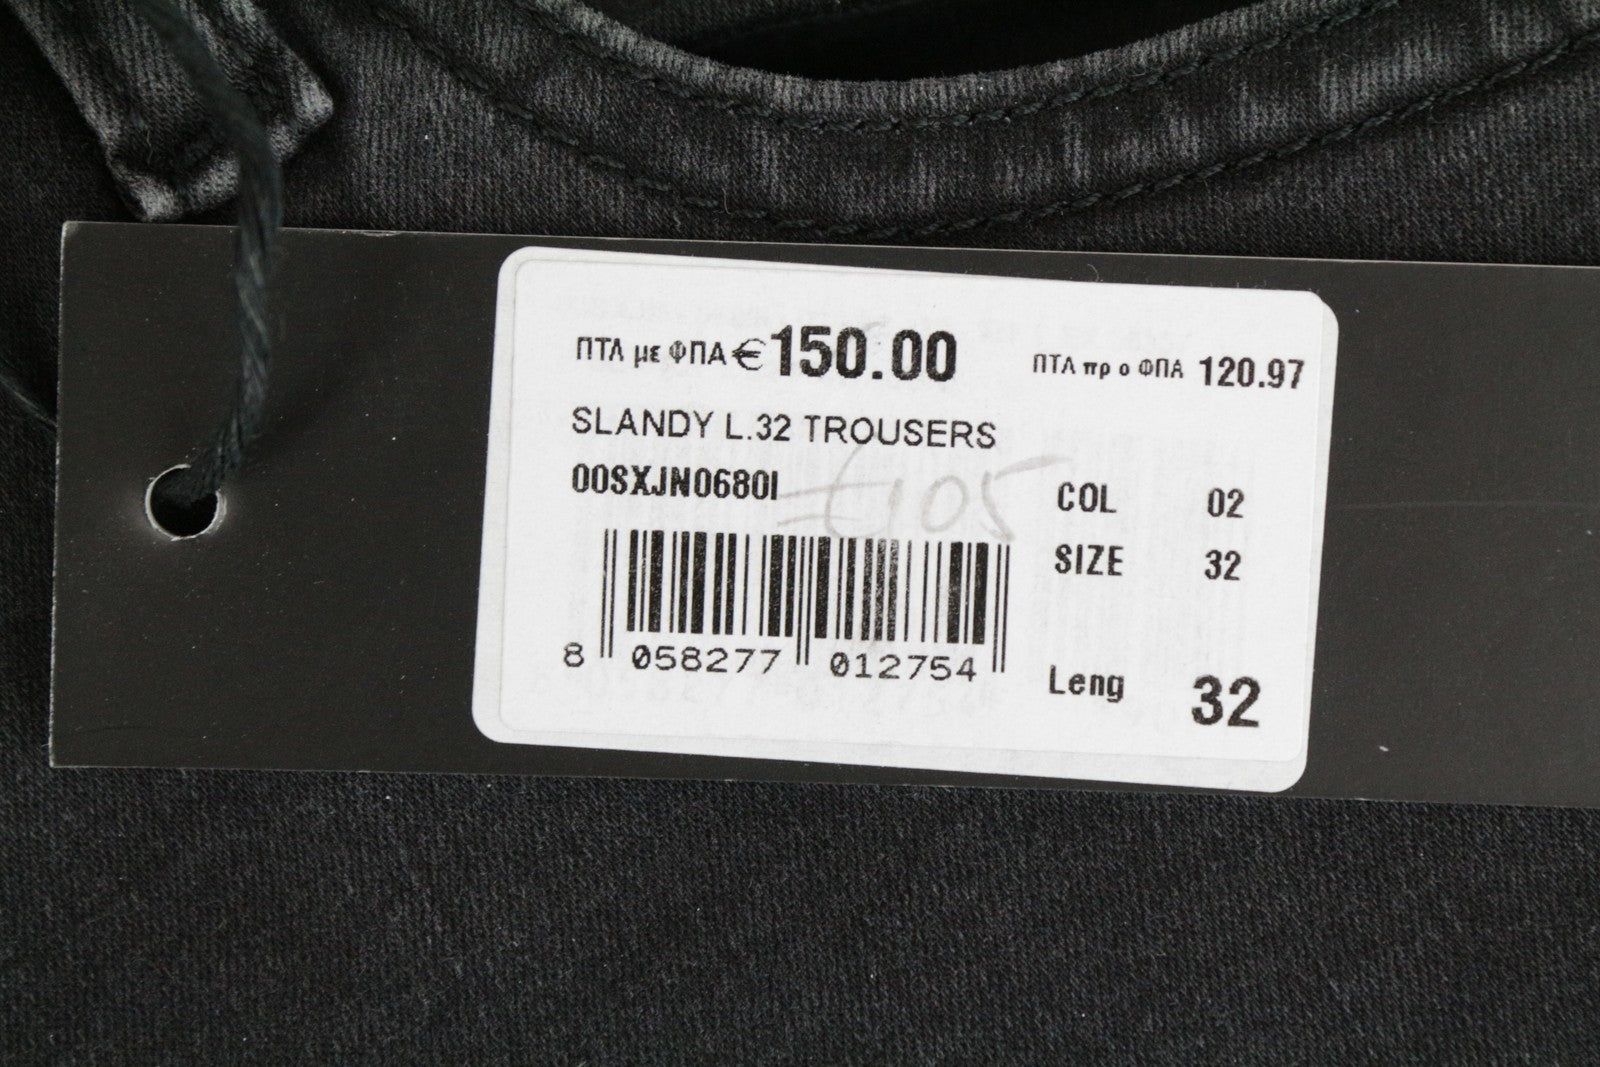 ΠΤΛ με ΦΠΑ €150.00 ΠΤΛ πρ ο ΦΠΑ 120.97
SLANDY L.32 TROUSERS
00SXJN0680I
€105
COL 02
SIZE 32
8 058277 012754
Leng 32